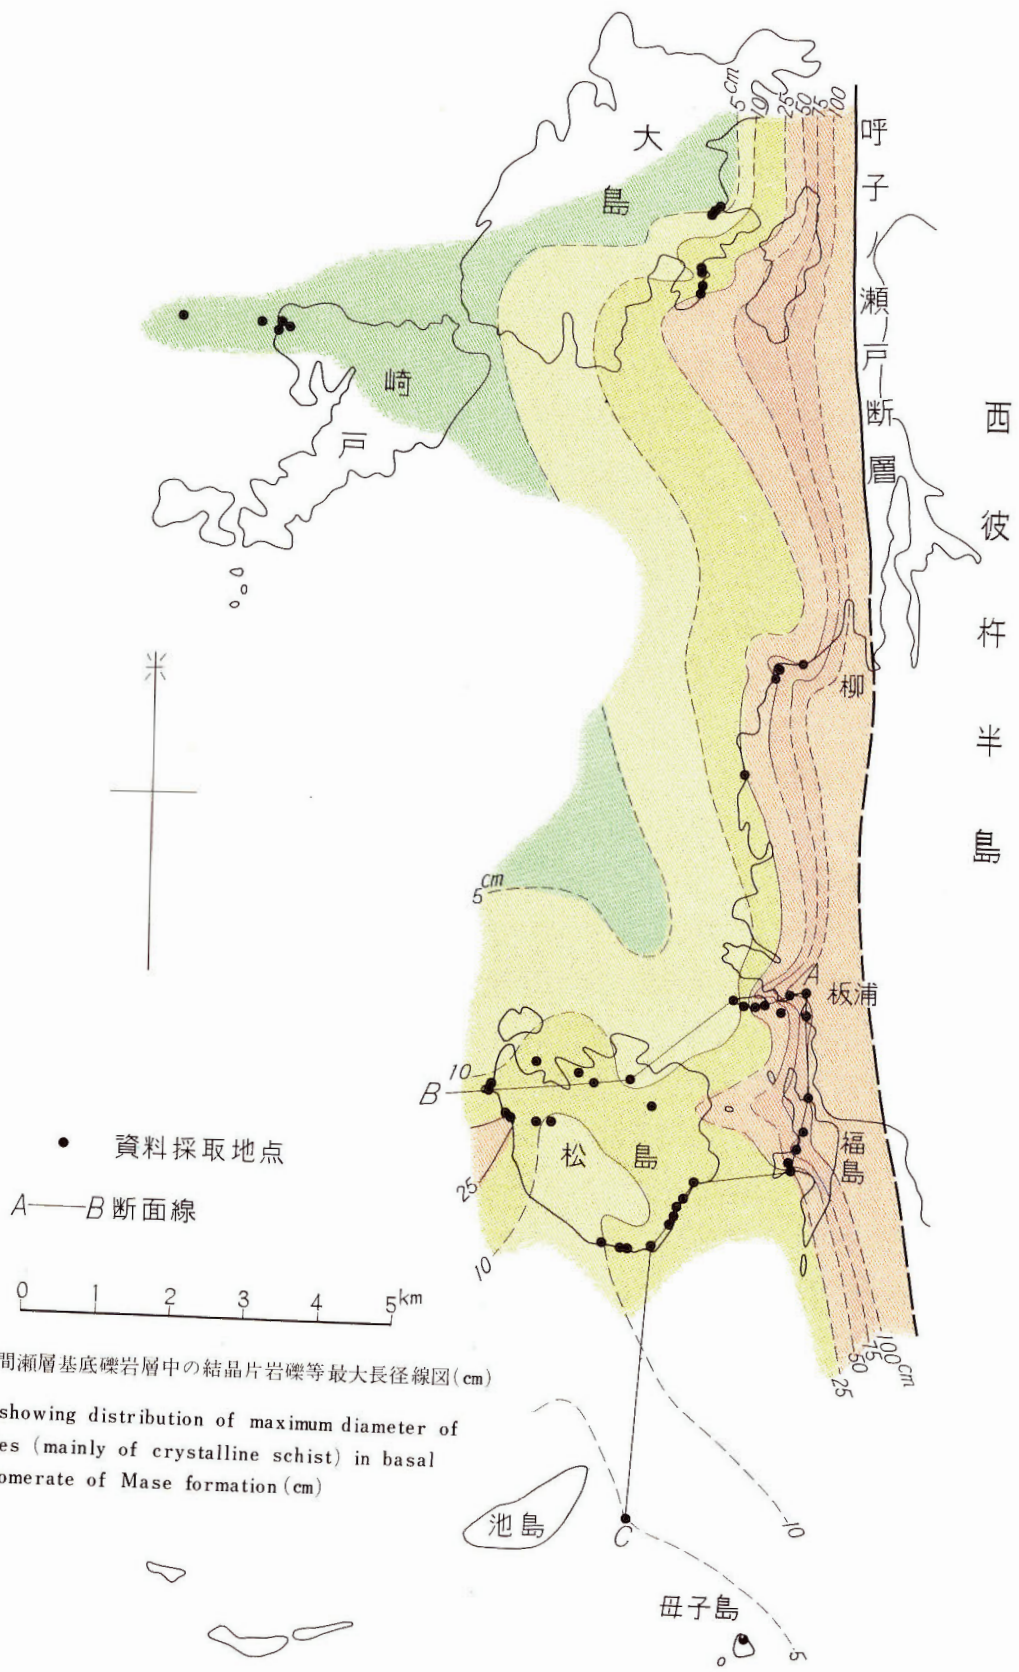 5cm
10
25
50
75
100
大島
呼子ノ瀬戸断層
崎戸
西彼杵半島
柳
5cm
A
板浦
10
B
松島
福島
25
10
● 資料採取地点
A——B 断面線
0 1 2 3 4 5km
間瀬層基底礫岩層中の結晶片岩礫等最大長径線図(cm)
showing distribution of maximum diameter of
es (mainly of crystalline schist) in basal
omerate of Mase formation (cm)
25
50
75
100cm
池島
C
10
母子島
5